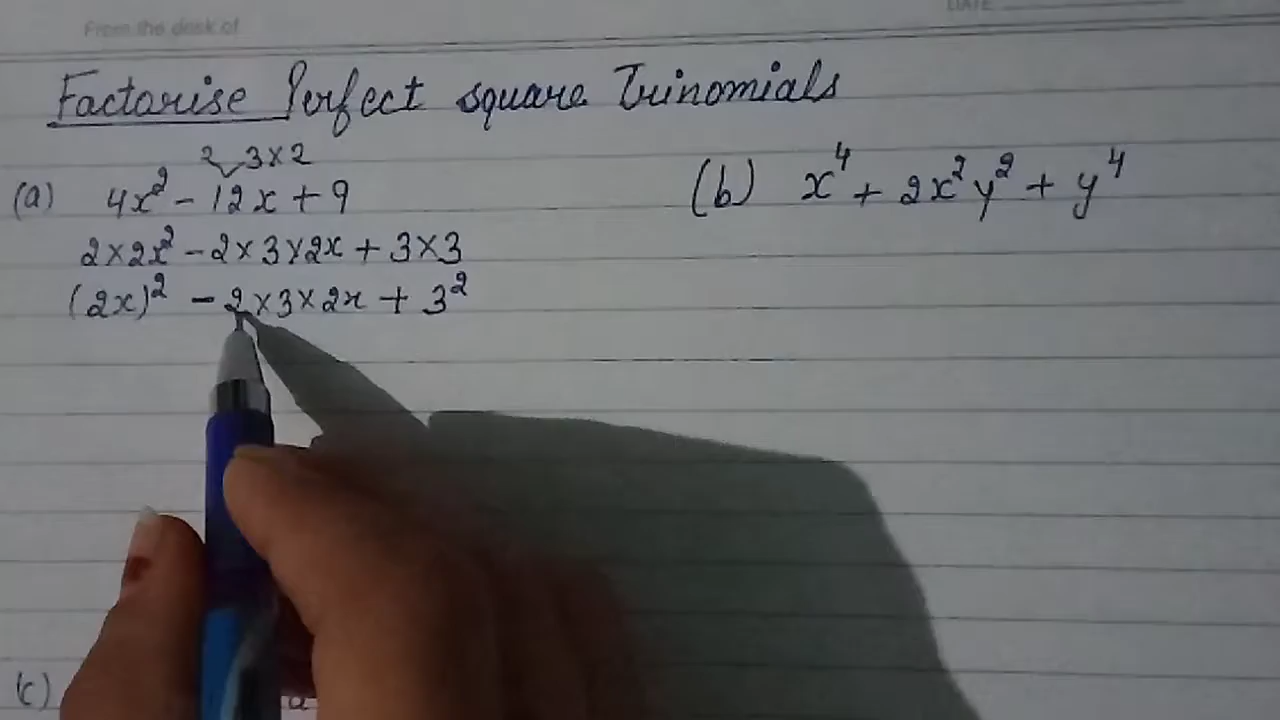 From the desk of
DATE
Factorise Perfect square Trinomials
2 3×2
(a) 4x² - 12x + 9
2×2x² - 2×3×2x + 3×3
(2x)² - 2×3×2x + 3²
(b) x⁴ + 2x²y² + y⁴
(c)